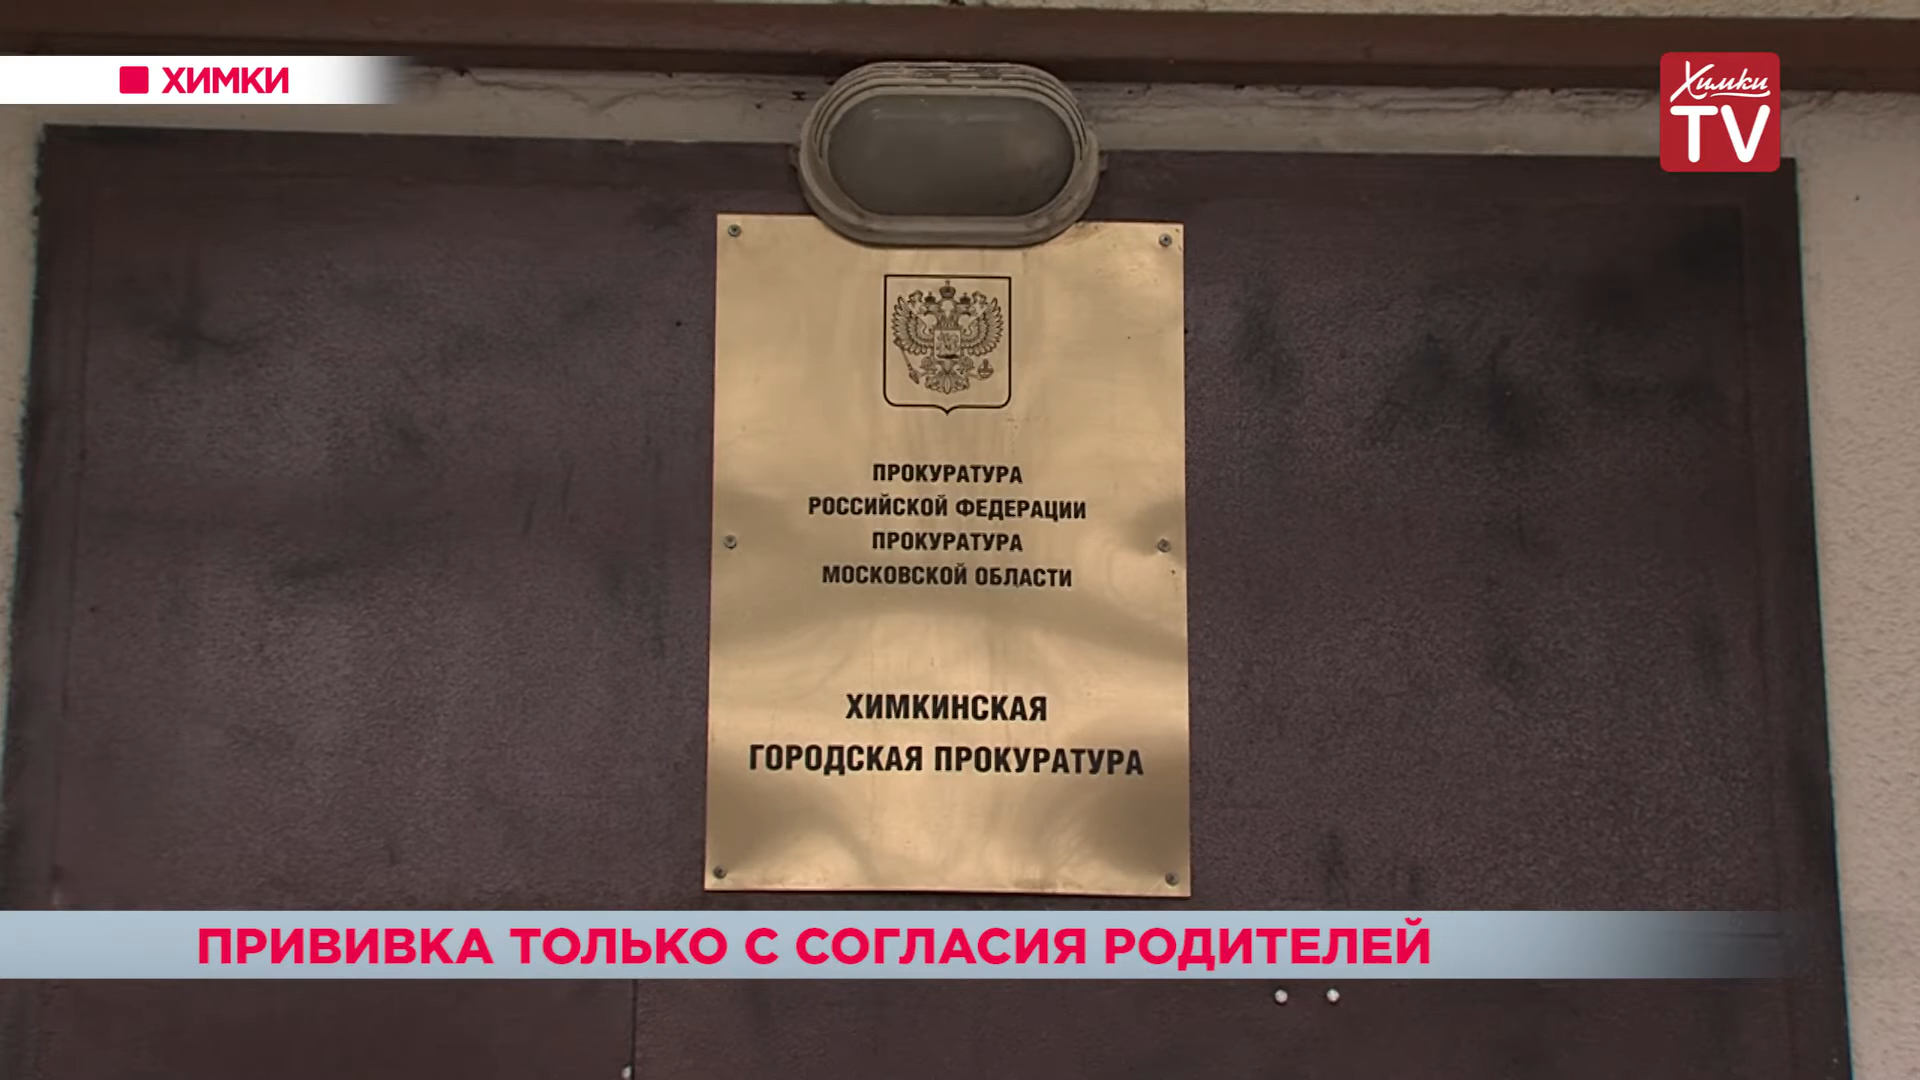 ХИМКИ
Химки
TV
ПРОКУРАТУРА
РОССИЙСКОЙ ФЕДЕРАЦИИ
ПРОКУРАТУРА
МОСКОВСКОЙ ОБЛАСТИ
ХИМКИНСКАЯ
ГОРОДСКАЯ ПРОКУРАТУРА
ПРИВИВКА ТОЛЬКО С СОГЛАСИЯ РОДИТЕЛЕЙ